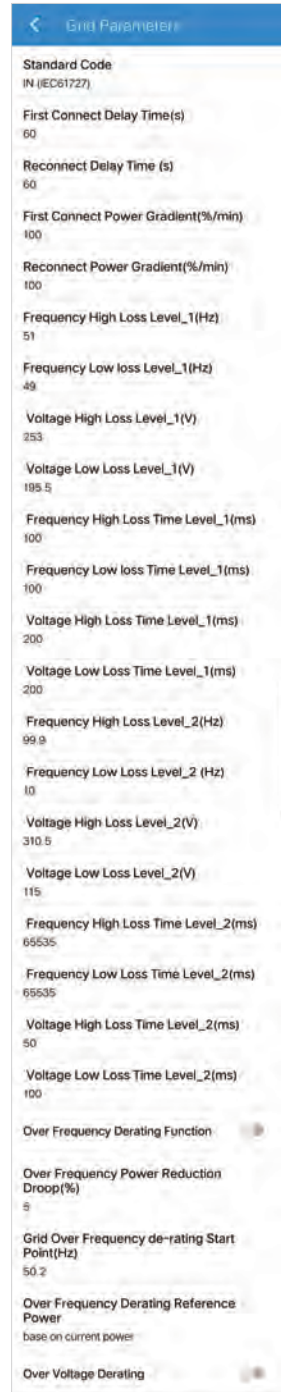 Grid Parameters
Standard Code
IN (IEC61727)
First Connect Delay Time(s)
60
Reconnect Delay Time (s)
60
First Connect Power Gradient(%/min)
100
Reconnect Power Gradient(%/min)
100
Frequency High Loss Level_1(Hz)
51
Frequency Low loss Level_1(Hz)
49
Voltage High Loss Level_1(V)
253
Voltage Low Loss Level_1(V)
195.5
Frequency High Loss Time Level_1(ms)
100
Frequency Low loss Time Level_1(ms)
100
Voltage High Loss Time Level_1(ms)
200
Voltage Low Loss Time Level_1(ms)
200
Frequency High Loss Level_2(Hz)
99.9
Frequency Low Loss Level_2 (Hz)
10
Voltage High Loss Level_2(V)
310.5
Voltage Low Loss Level_2(V)
115
Frequency High Loss Time Level_2(ms)
65535
Frequency Low Loss Time Level_2(ms)
65535
Voltage High Loss Time Level_2(ms)
50
Voltage Low Loss Time Level_2(ms)
100
Over Frequency Derating Function
Over Frequency Power Reduction
Droop(%)
5
Grid Over Frequency de-rating Start
Point(Hz)
50.2
Over Frequency Derating Reference
Power
base on current power
Over Voltage Derating